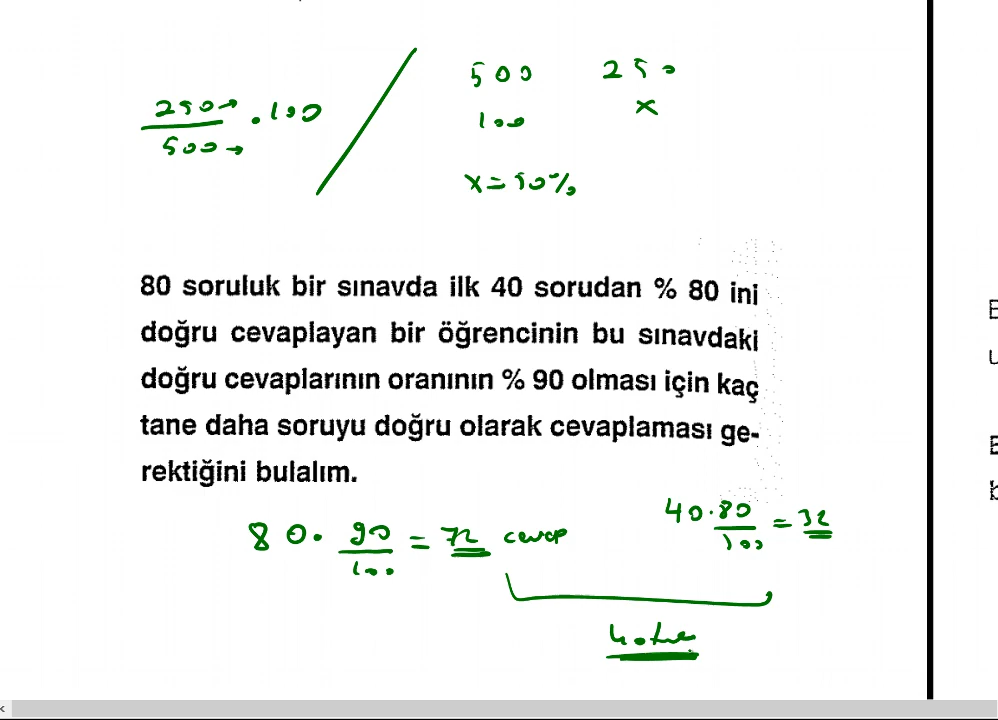 2500 . 100
5000
500 250
100 x
x = 50%
80 soruluk bir sınavda ilk 40 sorudan % 80 ini
doğru cevaplayan bir öğrencinin bu sınavdaki
doğru cevaplarının oranının % 90 olması için kaç
tane daha soruyu doğru olarak cevaplaması ge-
rektiğini bulalım.
80 . 90 = 72 cevap
100
40 . 80 = 32
100
40 tane